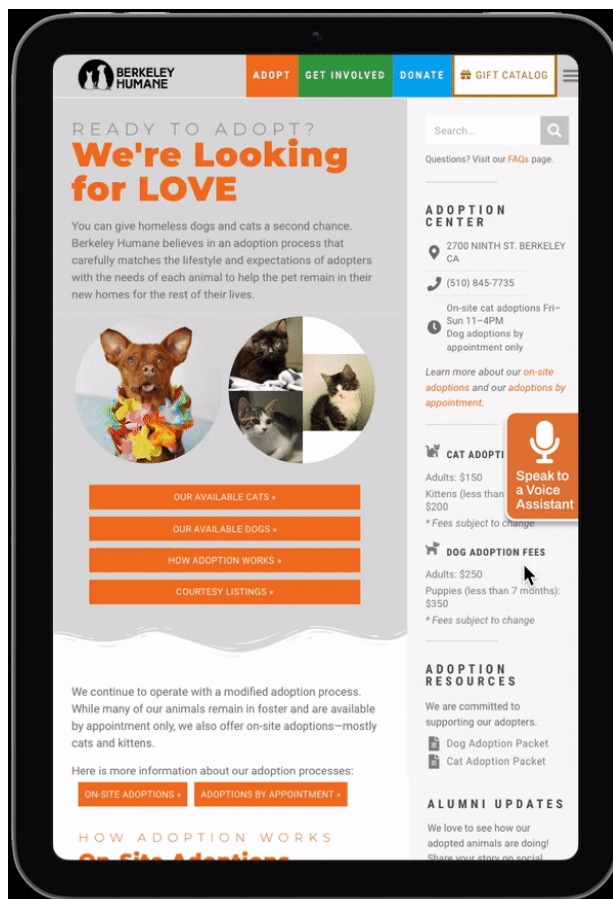 BERKELEY
HUMANE
ADOPT
GET INVOLVED
DONATE
GIFT CATALOG
READY TO ADOPT?
We're Looking
for LOVE
You can give homeless dogs and cats a second chance.
Berkeley Humane believes in an adoption process that
carefully matches the lifestyle and expectations of adopters
with the needs of each animal to help the pet remain in their
new homes for the rest of their lives.
OUR AVAILABLE CATS »
OUR AVAILABLE DOGS »
HOW ADOPTION WORKS »
COURTESY LISTINGS »
We continue to operate with a modified adoption process.
While many of our animals remain in foster and are available
by appointment only, we also offer on-site adoptions—mostly
cats and kittens.
Here is more information about our adoption processes:
ON-SITE ADOPTIONS »
ADOPTIONS BY APPOINTMENT »
HOW ADOPTION WORKS
On-Site Adoptions
Search...
Questions? Visit our FAQs page.
ADOPTION
CENTER
2700 NINTH ST. BERKELEY
CA
(510) 845-7735
On-site cat adoptions Fri–
Sun 11–4PM
Dog adoptions by
appointment only
Learn more about our on-site
adoptions and our adoptions by
appointment.
CAT ADOPTI
Adults: $150
Kittens (less than
$200
* Fees subject to change
Speak to
a Voice
Assistant
DOG ADOPTION FEES
Adults: $250
Puppies (less than 7 months):
$350
* Fees subject to change
ADOPTION
RESOURCES
We are committed to
supporting our adopters.
Dog Adoption Packet
Cat Adoption Packet
ALUMNI UPDATES
We love to see how our
adopted animals are doing!
Share your story on social